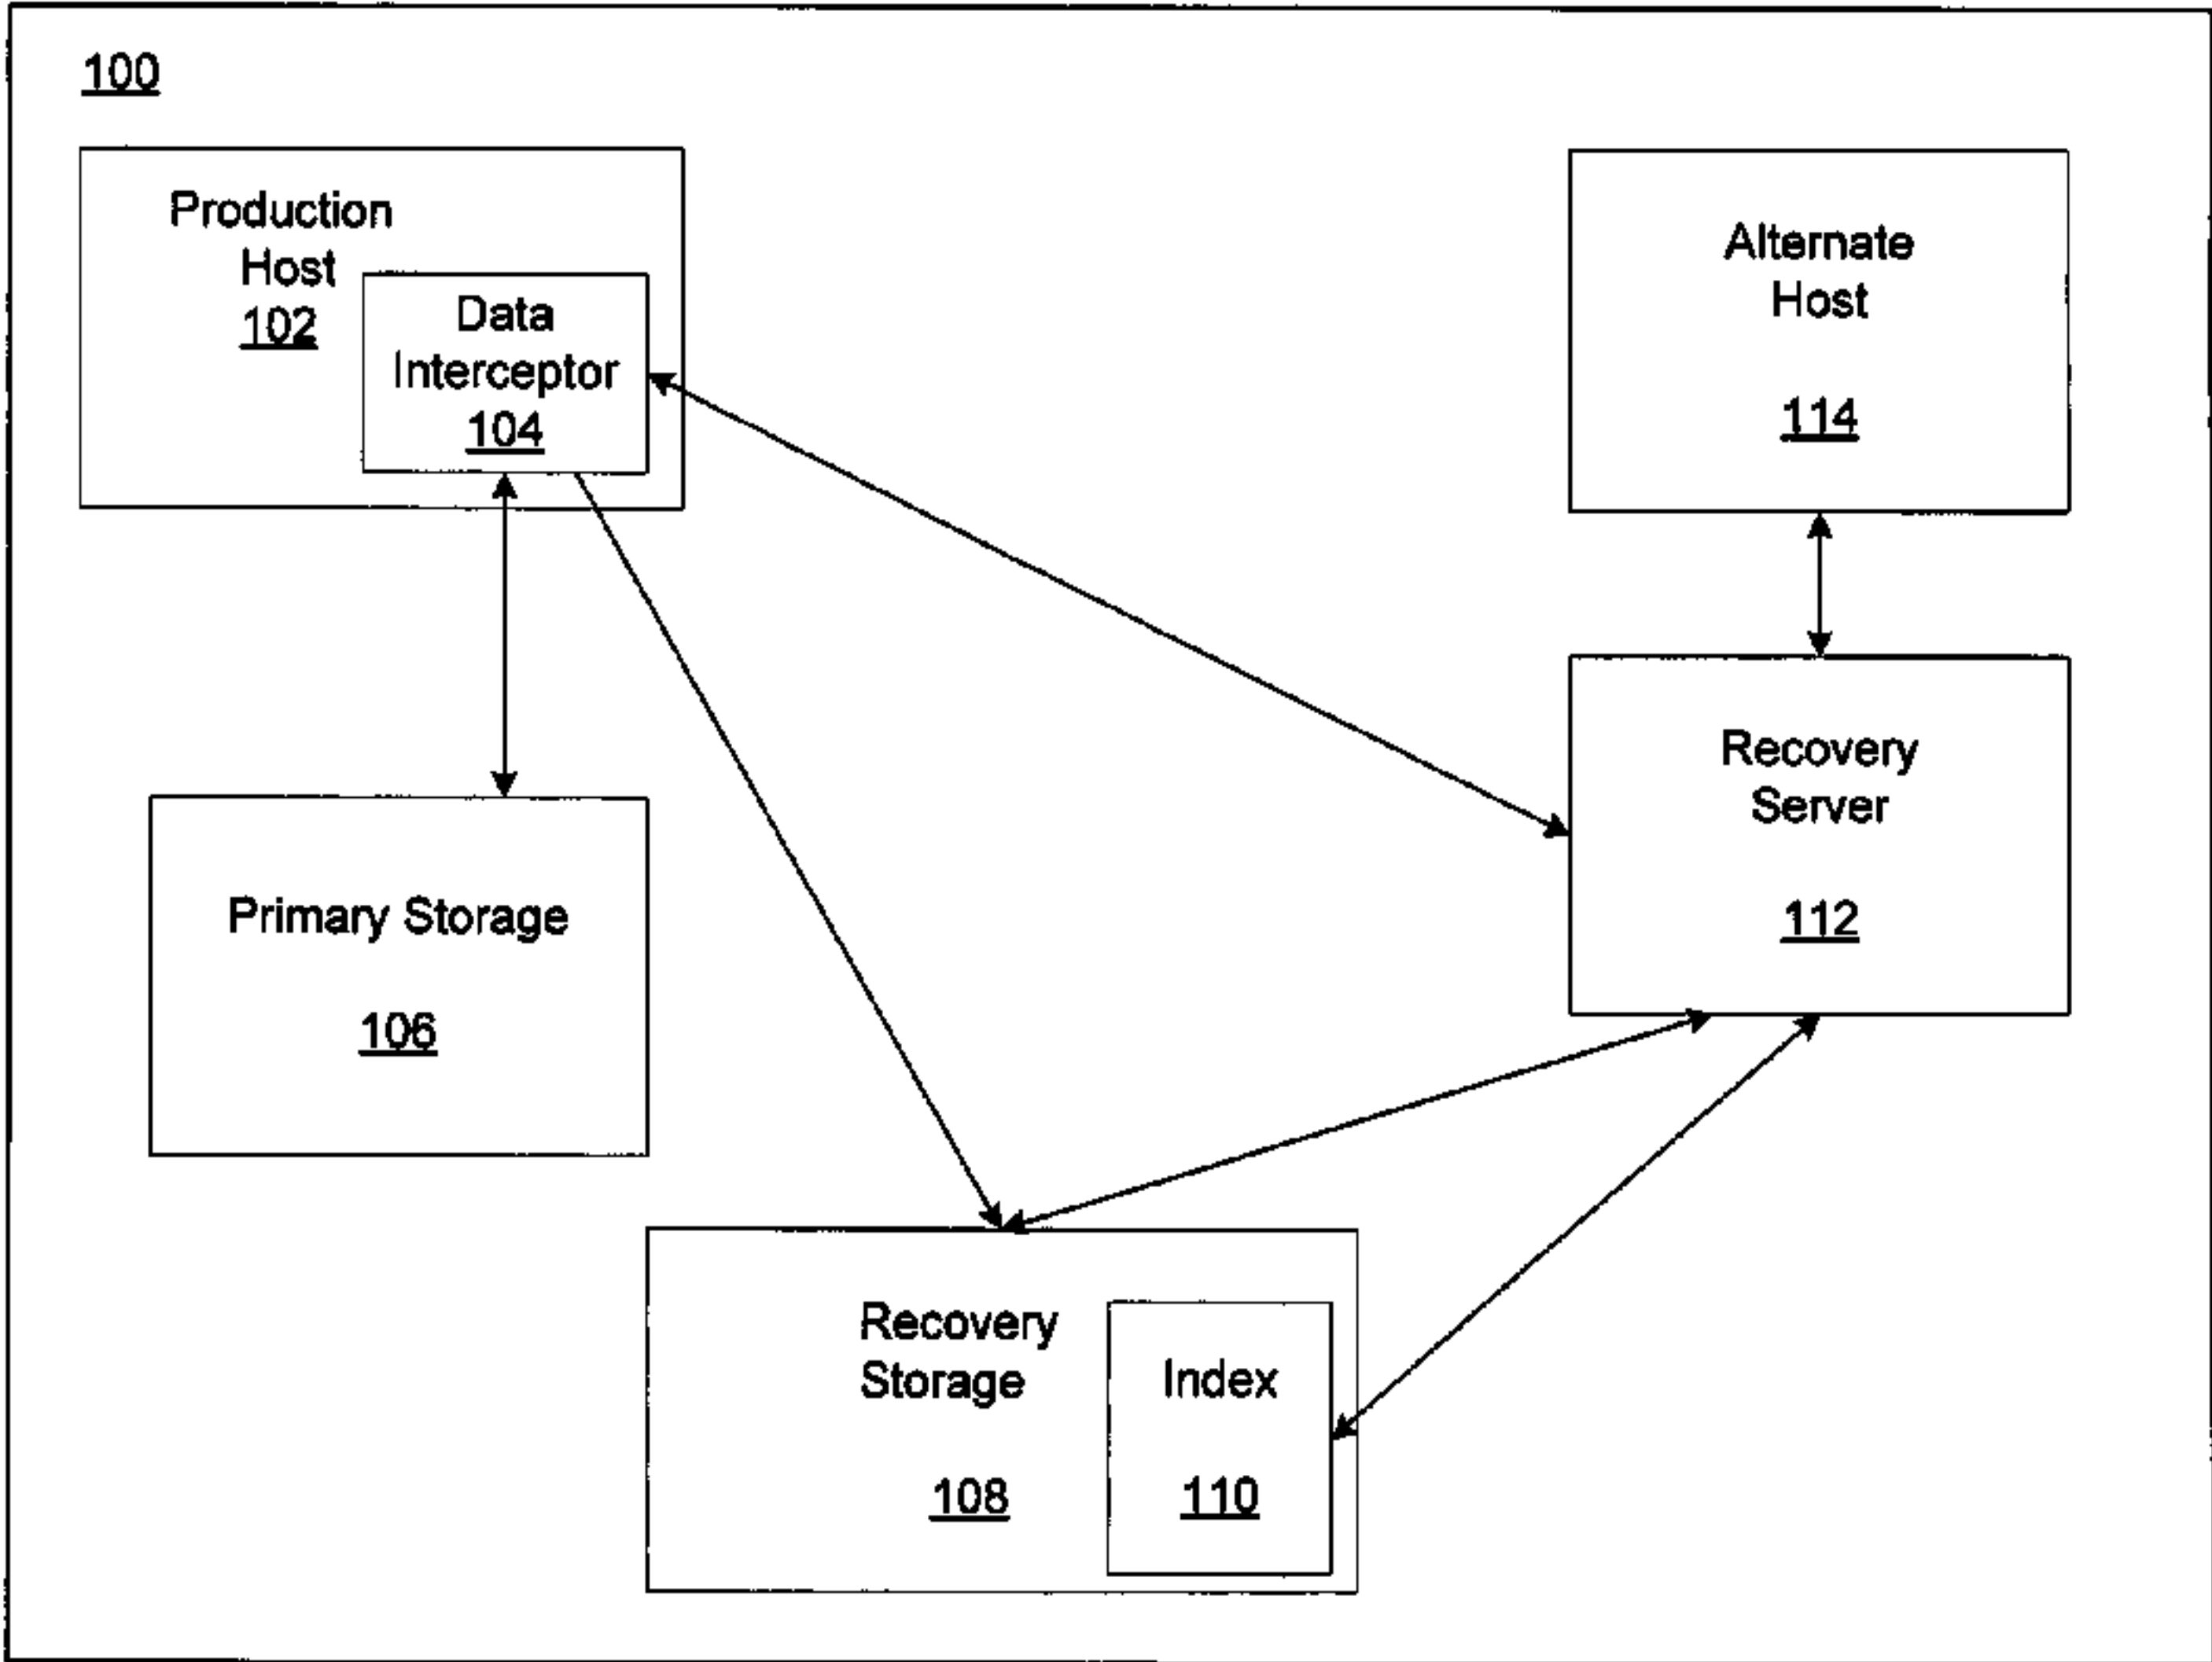 100
Production
Host
102
Data
Interceptor
104
Alternate
Host
114
Primary Storage
106
Recovery
Server
112
Recovery
Storage
108
Index
110